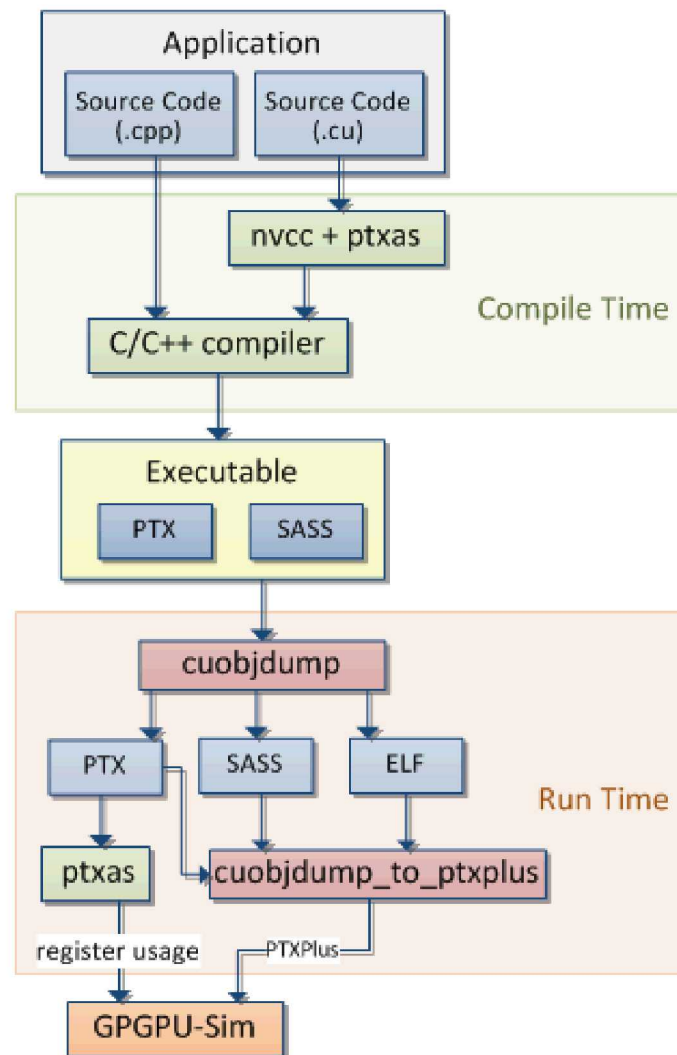 Application
Source Code
(.cpp)
Source Code
(.cu)
nvcc + ptxas
Compile Time
C/C++ compiler
Executable
PTX
SASS
cuobjdump
PTX
SASS
ELF
Run Time
ptxas
cuobjdump_to_ptxplus
register usage
PTXPlus
GPGPU-Sim